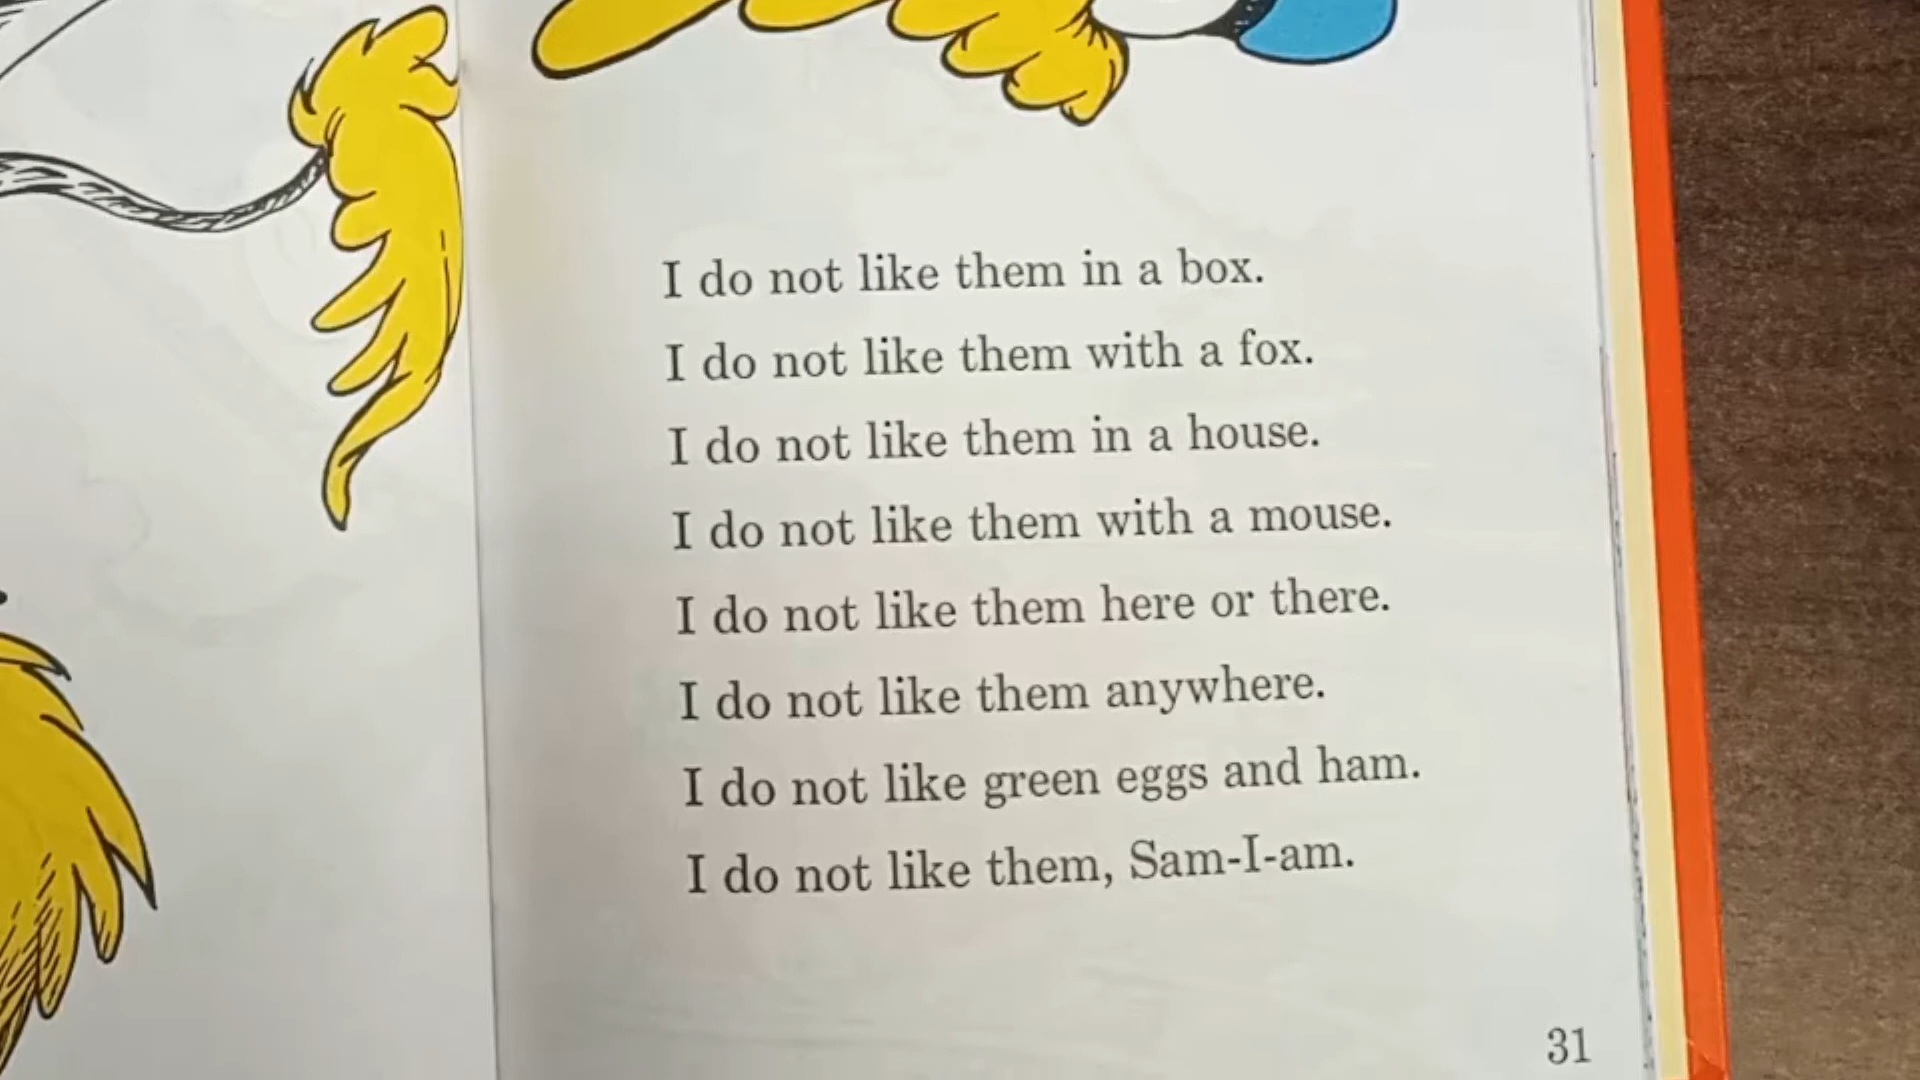 I do not like them in a box.
I do not like them with a fox.
I do not like them in a house.
I do not like them with a mouse.
I do not like them here or there.
I do not like them anywhere.
I do not like green eggs and ham.
I do not like them, Sam-I-am.
31